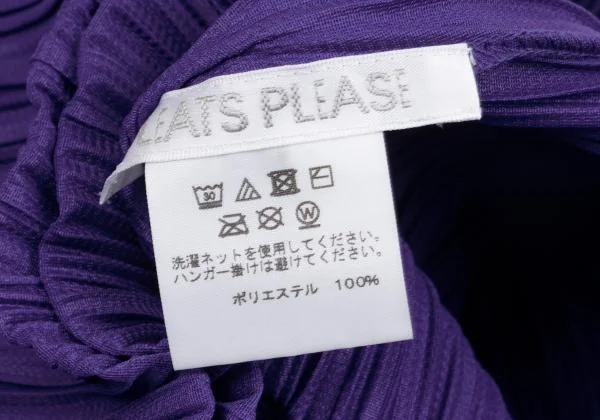 LEATS PLEASE
30
W
洗濯ネットを使用してください。
ハンガー掛けは避けてください。
ポリエステル 100%